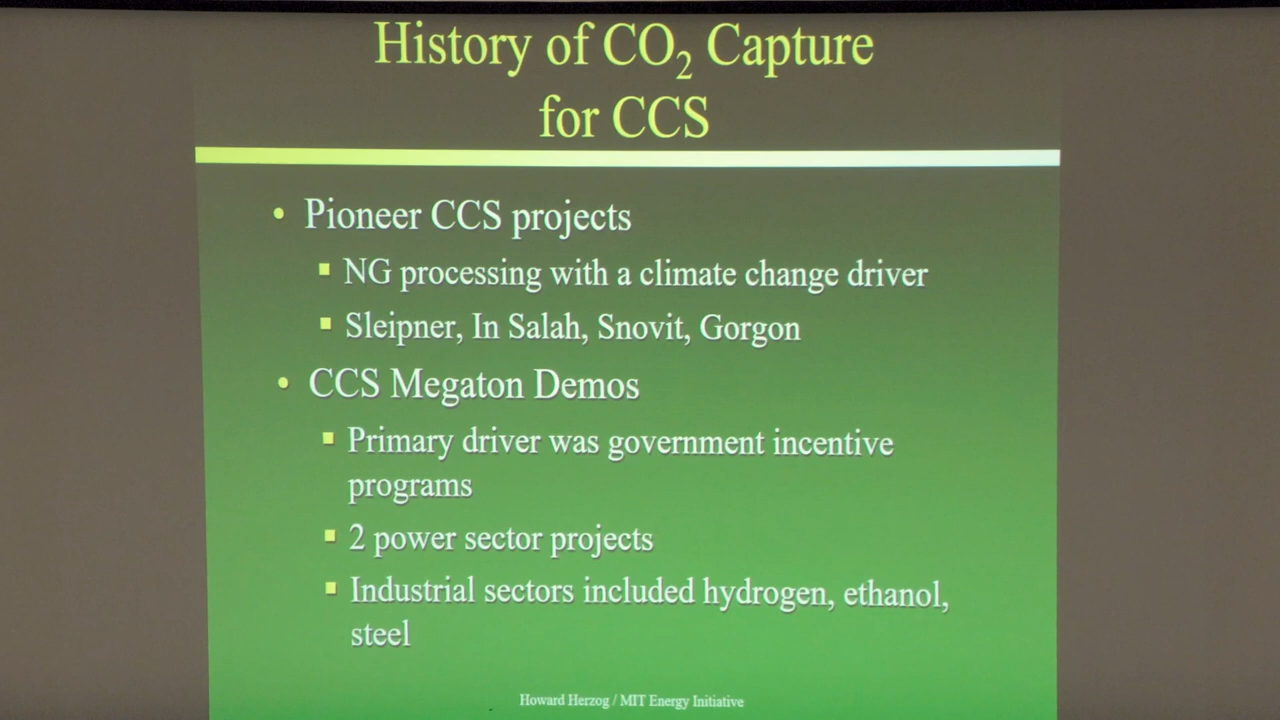 History of CO₂ Capture
for CCS
• Pioneer CCS projects
▪ NG processing with a climate change driver
▪ Sleipner, In Salah, Snovit, Gorgon
• CCS Megaton Demos
▪ Primary driver was government incentive
programs
▪ 2 power sector projects
▪ Industrial sectors included hydrogen, ethanol,
steel
Howard Herzog / MIT Energy Initiative